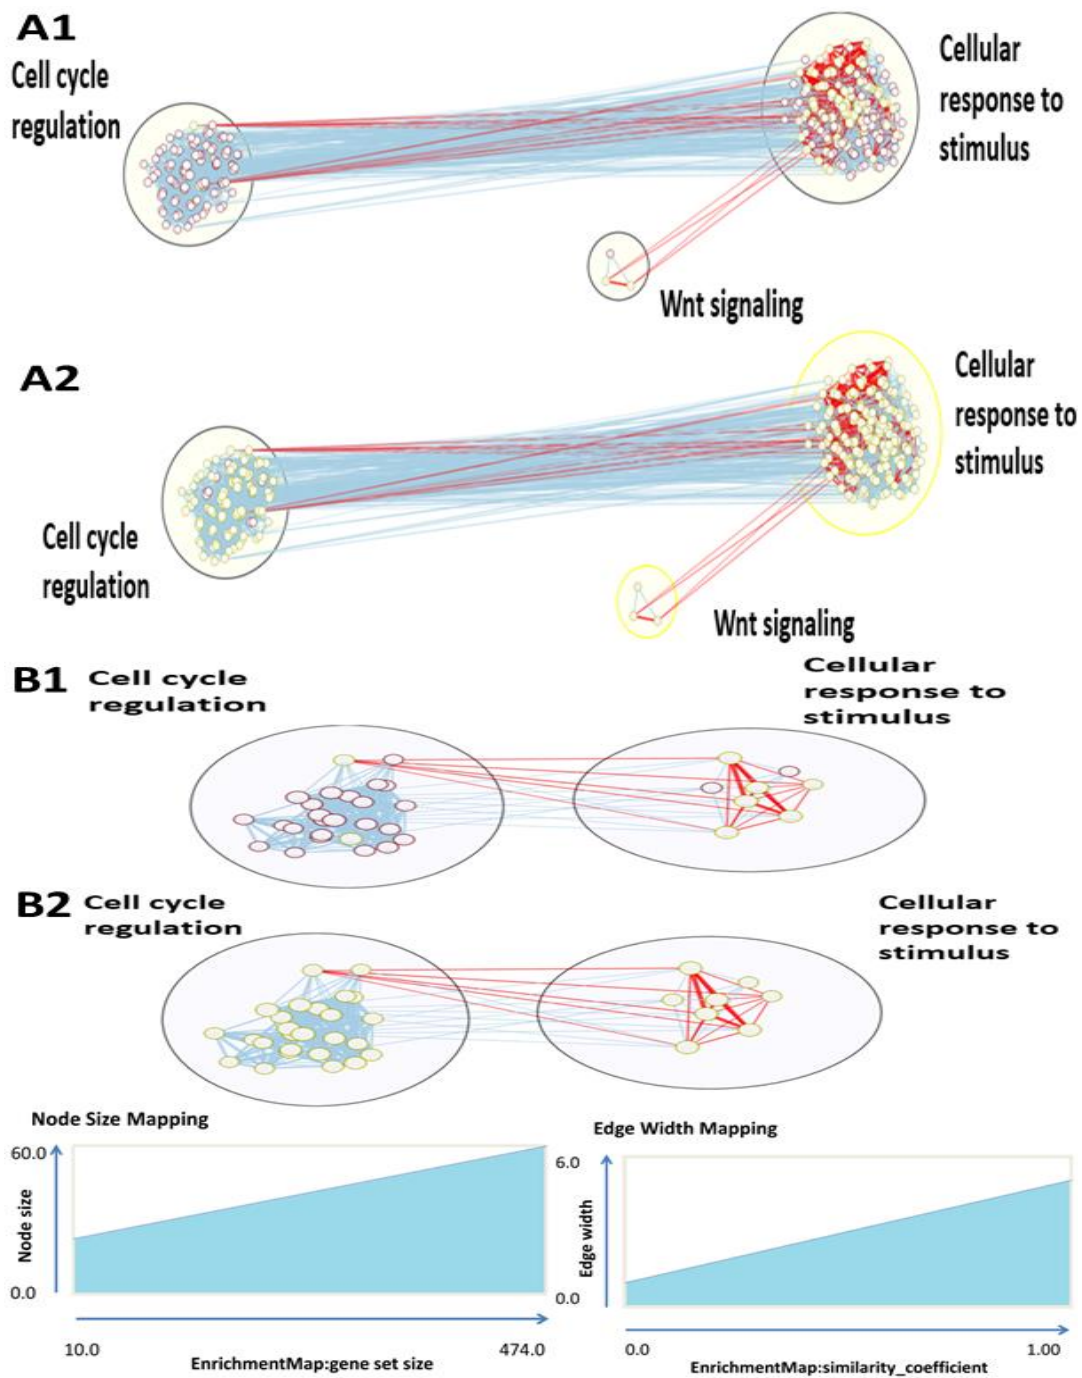 A1
Cell cycle
regulation
Cellular
response to
stimulus
Wnt signaling
A2
Cellular
response to
stimulus
Cell cycle
regulation
Wnt signaling
B1
Cell cycle
regulation
Cellular
response to
stimulus
B2
Cell cycle
regulation
Cellular
response to
stimulus
Node Size Mapping
60.0
Node size
0.0
10.0
474.0
EnrichmentMap:gene set size
Edge Width Mapping
6.0
Edge width
0.0
0.0
1.00
EnrichmentMap:similarity_coefficient